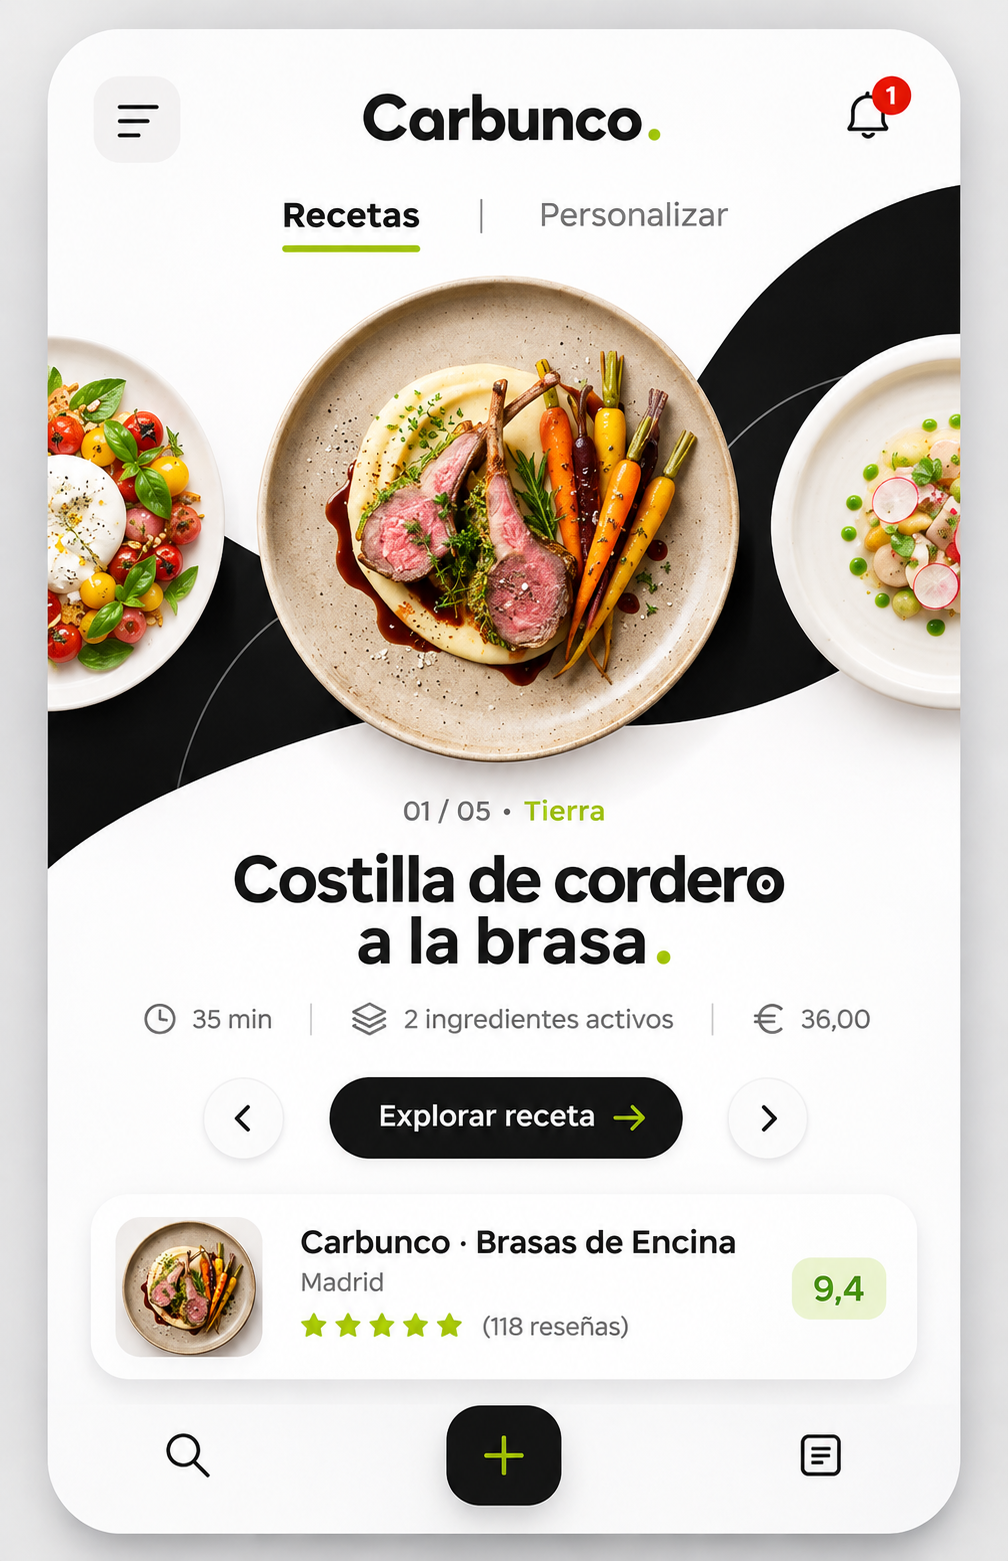 Carbunco.
1
Recetas | Personalizar
01 / 05 • Tierra
Costilla de cordero
a la brasa.
35 min | 2 ingredientes activos | € 36,00
Explorar receta →
Carbunco · Brasas de Encina
Madrid
(118 reseñas)
9,4